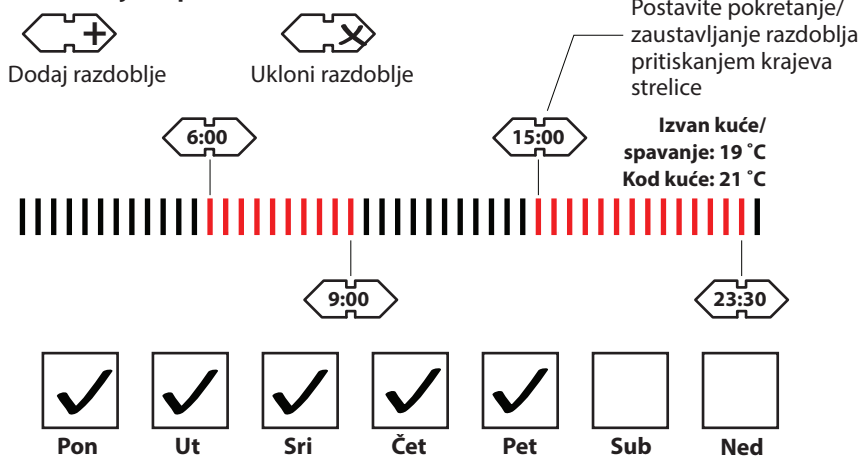 Dodaj razdoblje
Ukloni razdoblje
Postavite pokretanje/
zaustavljanje razdoblja
pritiskanjem krajeva
strelice
6:00
15:00
Izvan kuće/
spavanje: 19 ˚C
Kod kuće: 21 ˚C
9:00
23:30
Pon
Ut
Sri
Čet
Pet
Sub
Ned